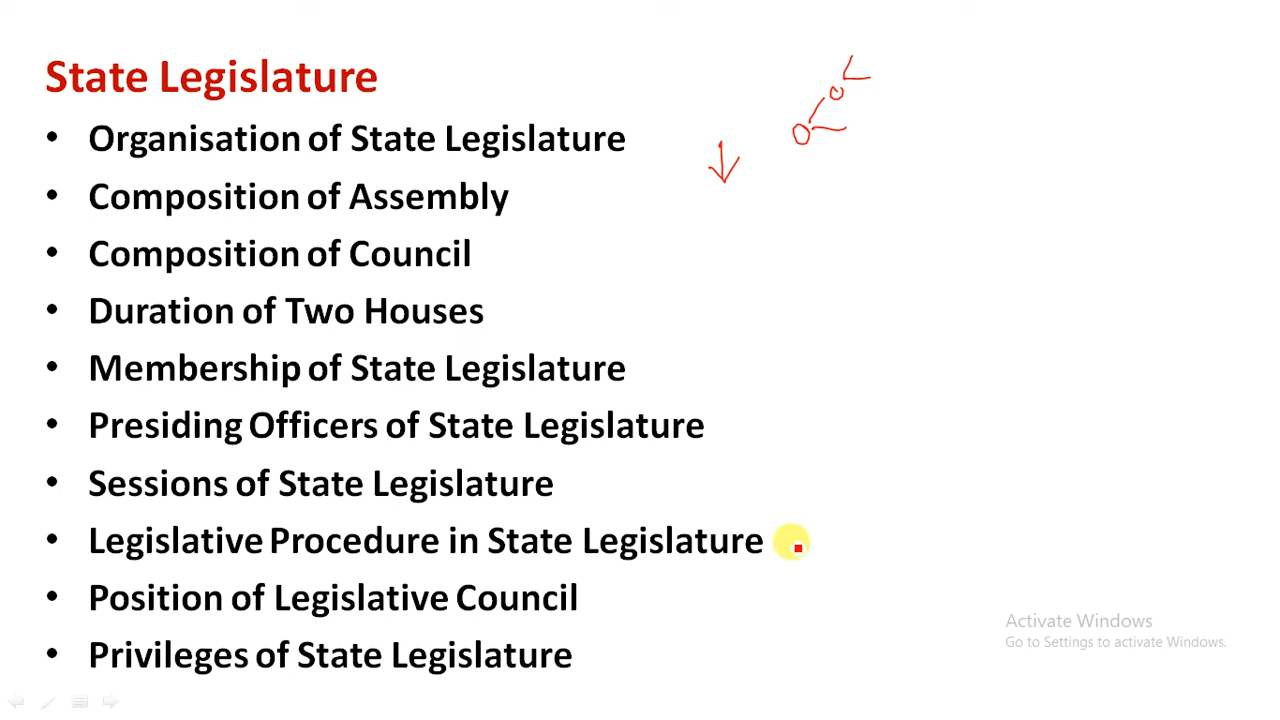 State Legislature
• Organisation of State Legislature
• Composition of Assembly
• Composition of Council
• Duration of Two Houses
• Membership of State Legislature
• Presiding Officers of State Legislature
• Sessions of State Legislature
• Legislative Procedure in State Legislature
• Position of Legislative Council
• Privileges of State Legislature
Activate Windows
Go to Settings to activate Windows.